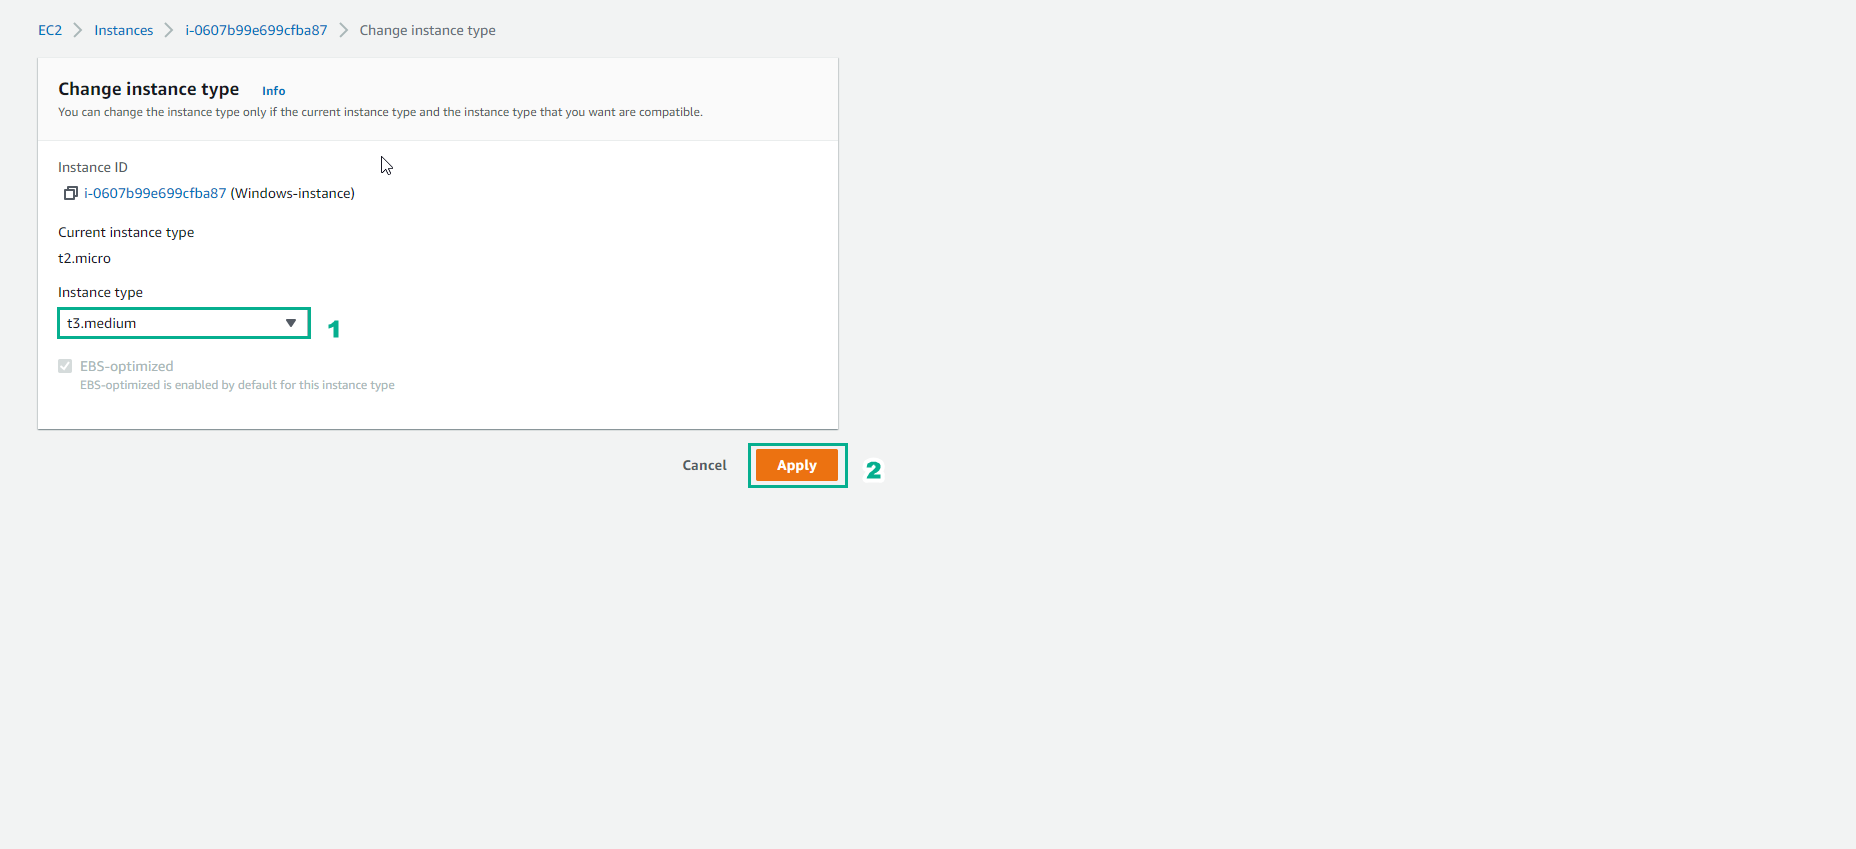 EC2 Instances i-0607b99e699cfba87 Change instance type
Change instance type Info
You can change the instance type only if the current instance type and the instance type that you want are compatible.
Instance ID
i-0607b99e699cfba87 (Windows-instance)
Current instance type
t2.micro
Instance type
t3.medium
1
EBS-optimized
EBS-optimized is enabled by default for this instance type
Cancel Apply 2